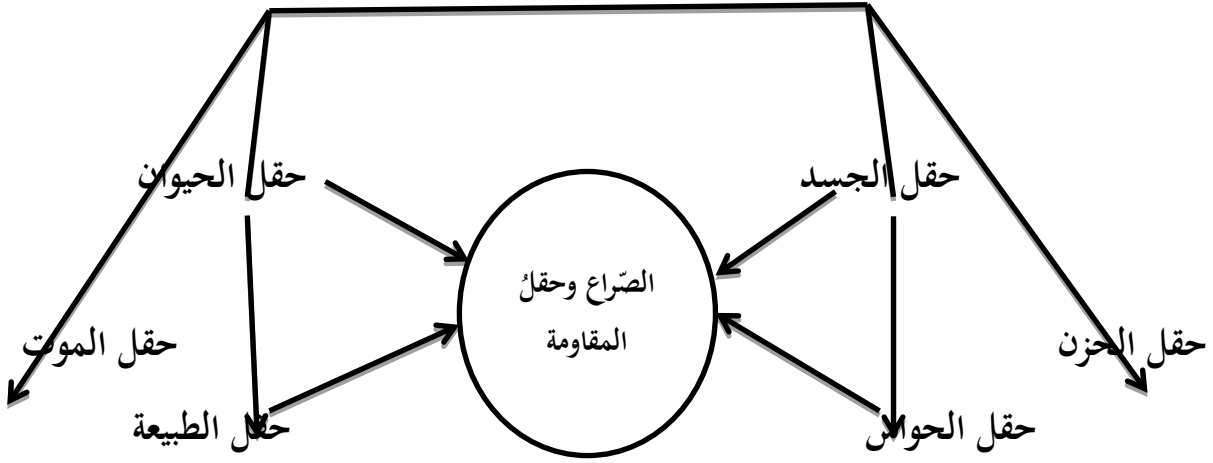 حقل الجسد
حقل الحيوان
الصّراع وحقلُ
المقاومة
حقل الحزن
حقل الموت
حقل الحواس
حقل الطبيعة